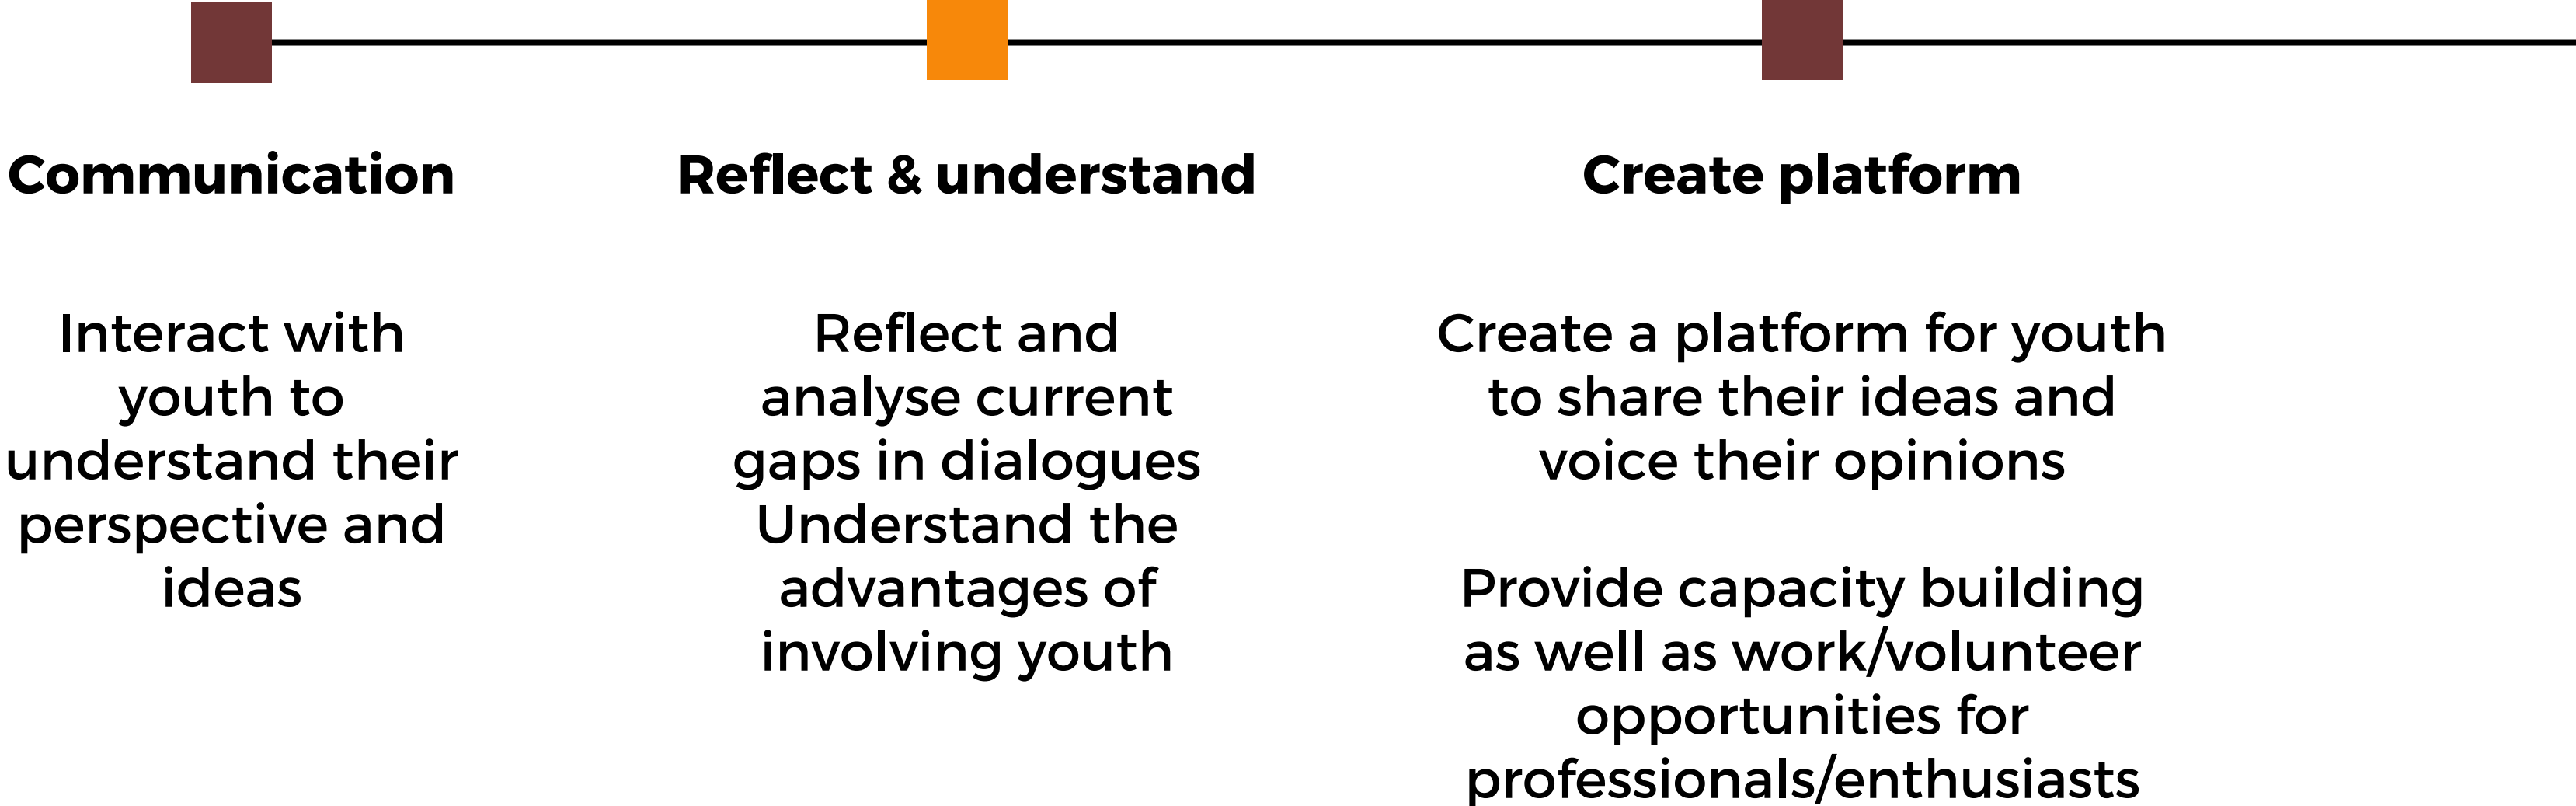 Communication
Interact with
youth to
understand their
perspective and
ideas
Reflect & understand
Reflect and
analyse current
gaps in dialogues
Understand the
advantages of
involving youth
Create platform
Create a platform for youth
to share their ideas and
voice their opinions
Provide capacity building
as well as work/volunteer
opportunities for
professionals/enthusiasts